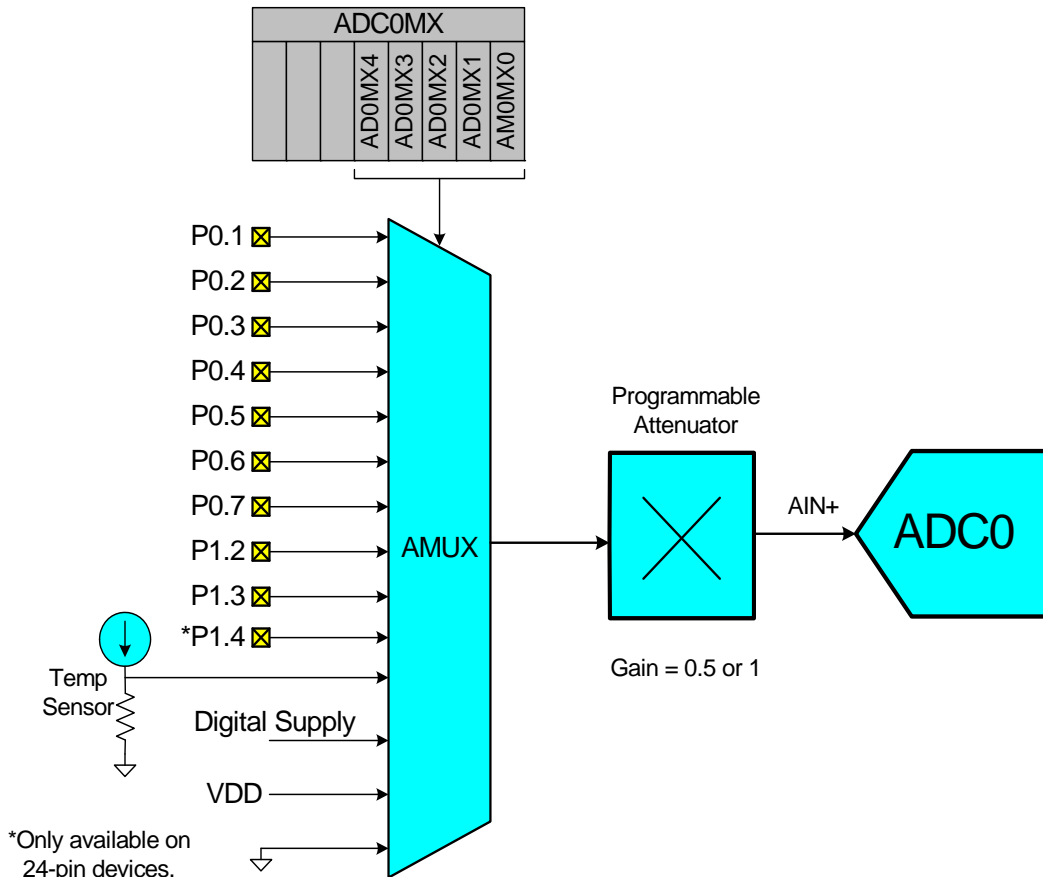 ADC0MX
AD0MX4
AD0MX3
AD0MX2
AD0MX1
AM0MX0
P0.1
P0.2
P0.3
P0.4
P0.5
P0.6
P0.7
P1.2
P1.3
*P1.4
Temp
Sensor
Digital Supply
VDD
*Only available on
24-pin devices.
AMUX
Programmable
Attenuator
Gain = 0.5 or 1
AIN+
ADC0